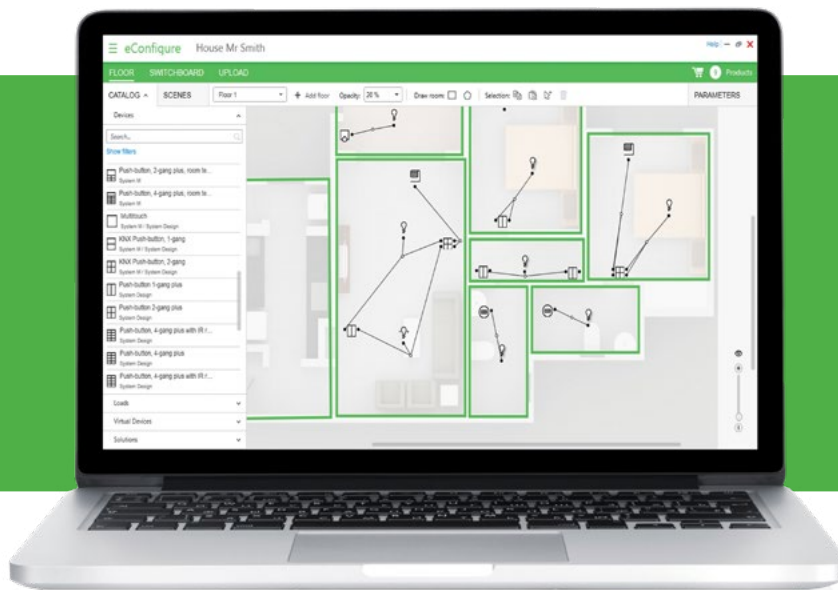 eConfigure House Mr Smith
Help
FLOOR SWITCHBOARD UPLOAD
Products
CATALOG SCENES Floor 1 + Add floor Opacity: 20 % Draw room: Selection: PARAMETERS
Devices
Search...
Show filters
Push-button, 2-gang plus, room te...
System M
Push-button, 4-gang plus, room te...
System M
Multitouch
System M / System Design
KNX Push-button, 1-gang
System M / System Design
KNX Push-button, 2-gang
System M / System Design
Push-button 1-gang plus
System Design
Push-button 2-gang plus
System Design
Push-button, 4-gang plus with IR r...
System Design
Push-button, 4-gang plus
System Design
Push-button, 4-gang plus with IR r...
System Design
Loads
Virtual Devices
Solutions